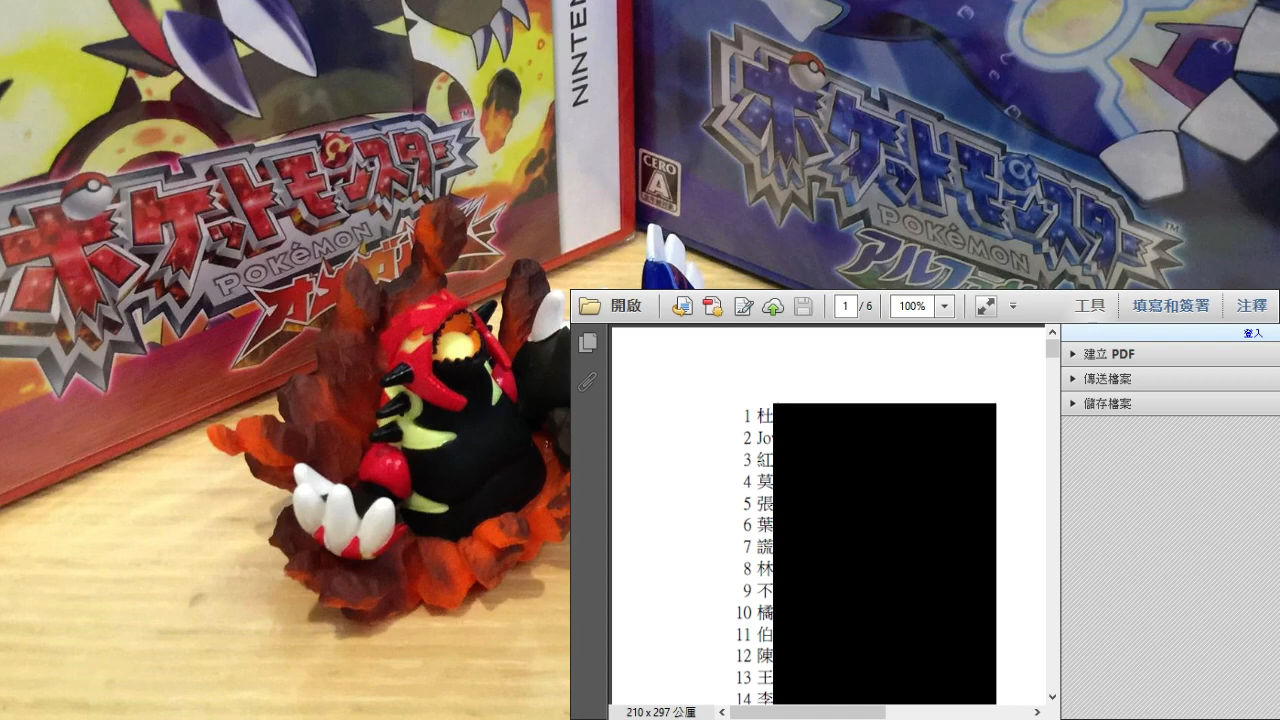 NINTEN
ポケットモンスター
POKéMON
TM
CERO
A
ポケットモンスター
POKéMON
TM
アルファ
開啟
1 / 6
100%
工具
填寫和簽署
注釋
登入
建立 PDF
傳送檔案
儲存檔案
1 杜
2 Jo
3 紅
4 莫
5 張
6 葉
7 謊
8 林
9 不
10 橘
11 伯
12 陳
13 王
14 李
210 x 297 公厘